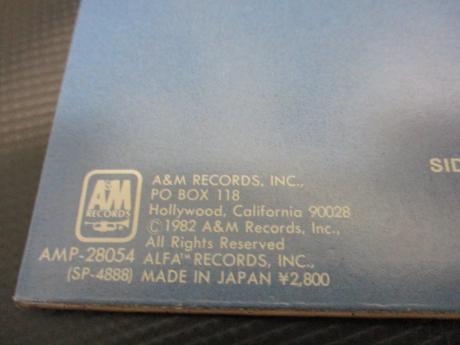 A&M
RECORDS
A&M RECORDS, INC.,
PO BOX 118
Hollywood, California 90028
©1982 A&M Records, Inc.,
All Rights Reserved
AMP-28054 ALFA™ RECORDS, INC.,
(SP-4888) MADE IN JAPAN ¥2,800